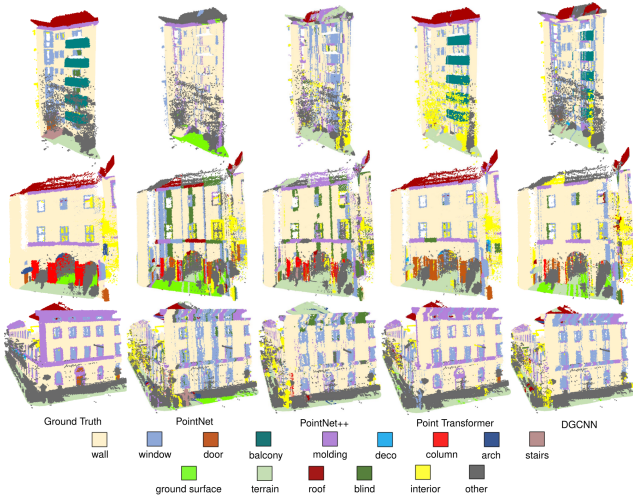 Ground Truth PointNet PointNet++ Point Transformer DGCNN
wall window door balcony molding deco column arch stairs
ground surface terrain roof blind interior other